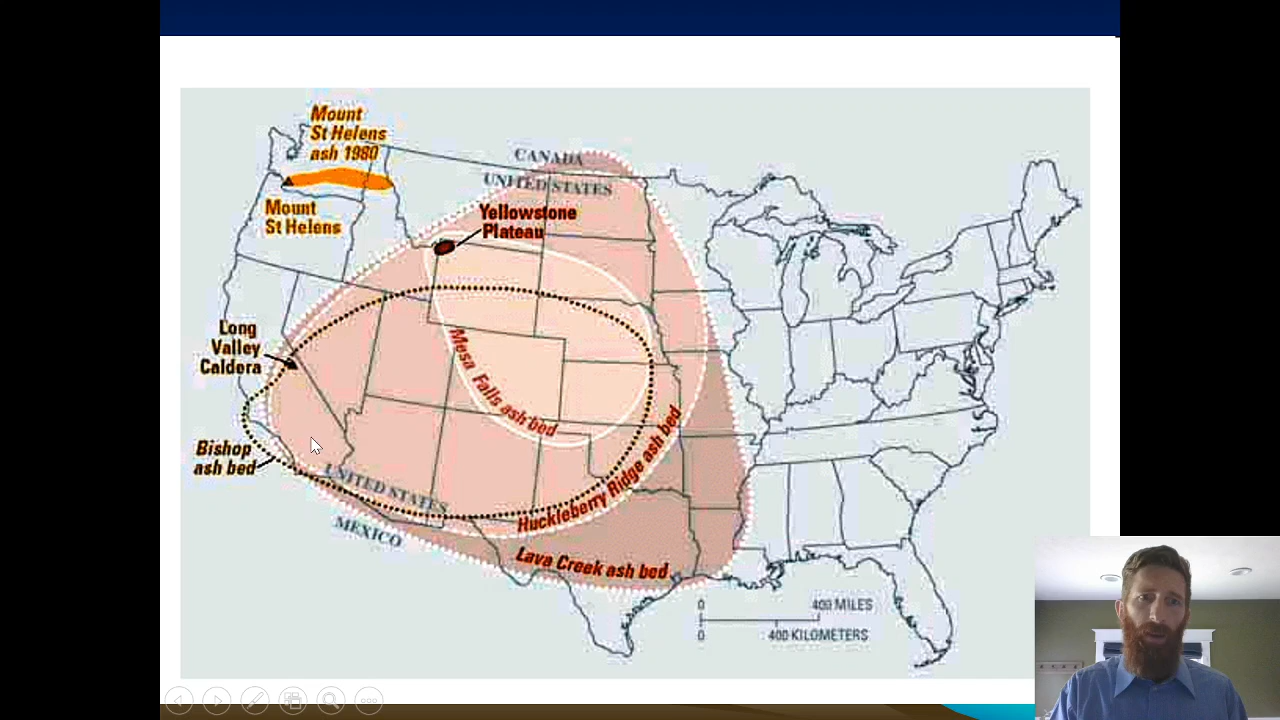 Mount
St Helens
ash 1980
CANADA
UNITED STATES
Mount
St Helens
Yellowstone
Plateau
Long
Valley
Caldera
Mesa Falls ash bed
Bishop
ash bed
UNITED STATES
MEXICO
Huckleberry Ridge ash bed
Lava Creek ash bed
0 400 MILES
0 400 KILOMETERS